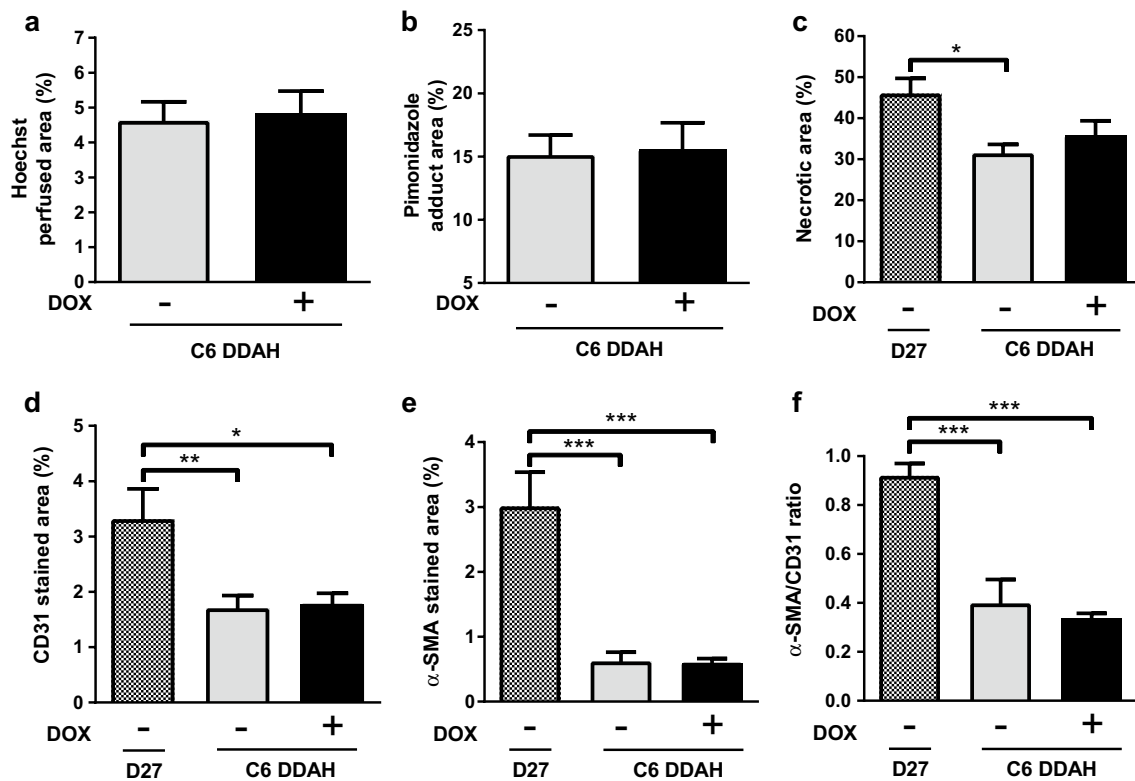 a
Hoechst
perfused area (%)
7
6
5
4
3
2
1
0
DOX - +
C6 DDAH
b
Pimonidazole
adduct area (%)
25
20
15
10
5
DOX - +
C6 DDAH
c
Necrotic area (%)
60
50
40
30
20
10
0
*
DOX - - +
D27 C6 DDAH
d
CD31 stained area (%)
5
4
3
2
1
0
*
**
DOX - - +
D27 C6 DDAH
e
α-SMA stained area (%)
4
3
2
1
0
***
***
DOX - - +
D27 C6 DDAH
f
α-SMA/CD31 ratio
1.0
0.8
0.6
0.4
0.2
0.0
***
***
DOX - - +
D27 C6 DDAH